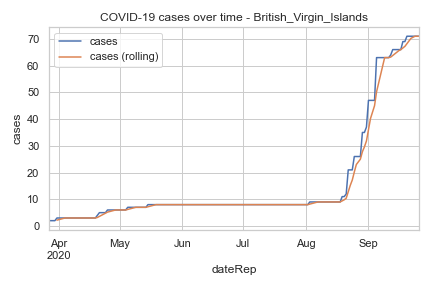 COVID-19 cases over time - British_Virgin_Islands
cases
cases (rolling)
70
60
50
40
30
20
10
0
cases
Apr
2020
May
Jun
Jul
Aug
Sep
dateRep